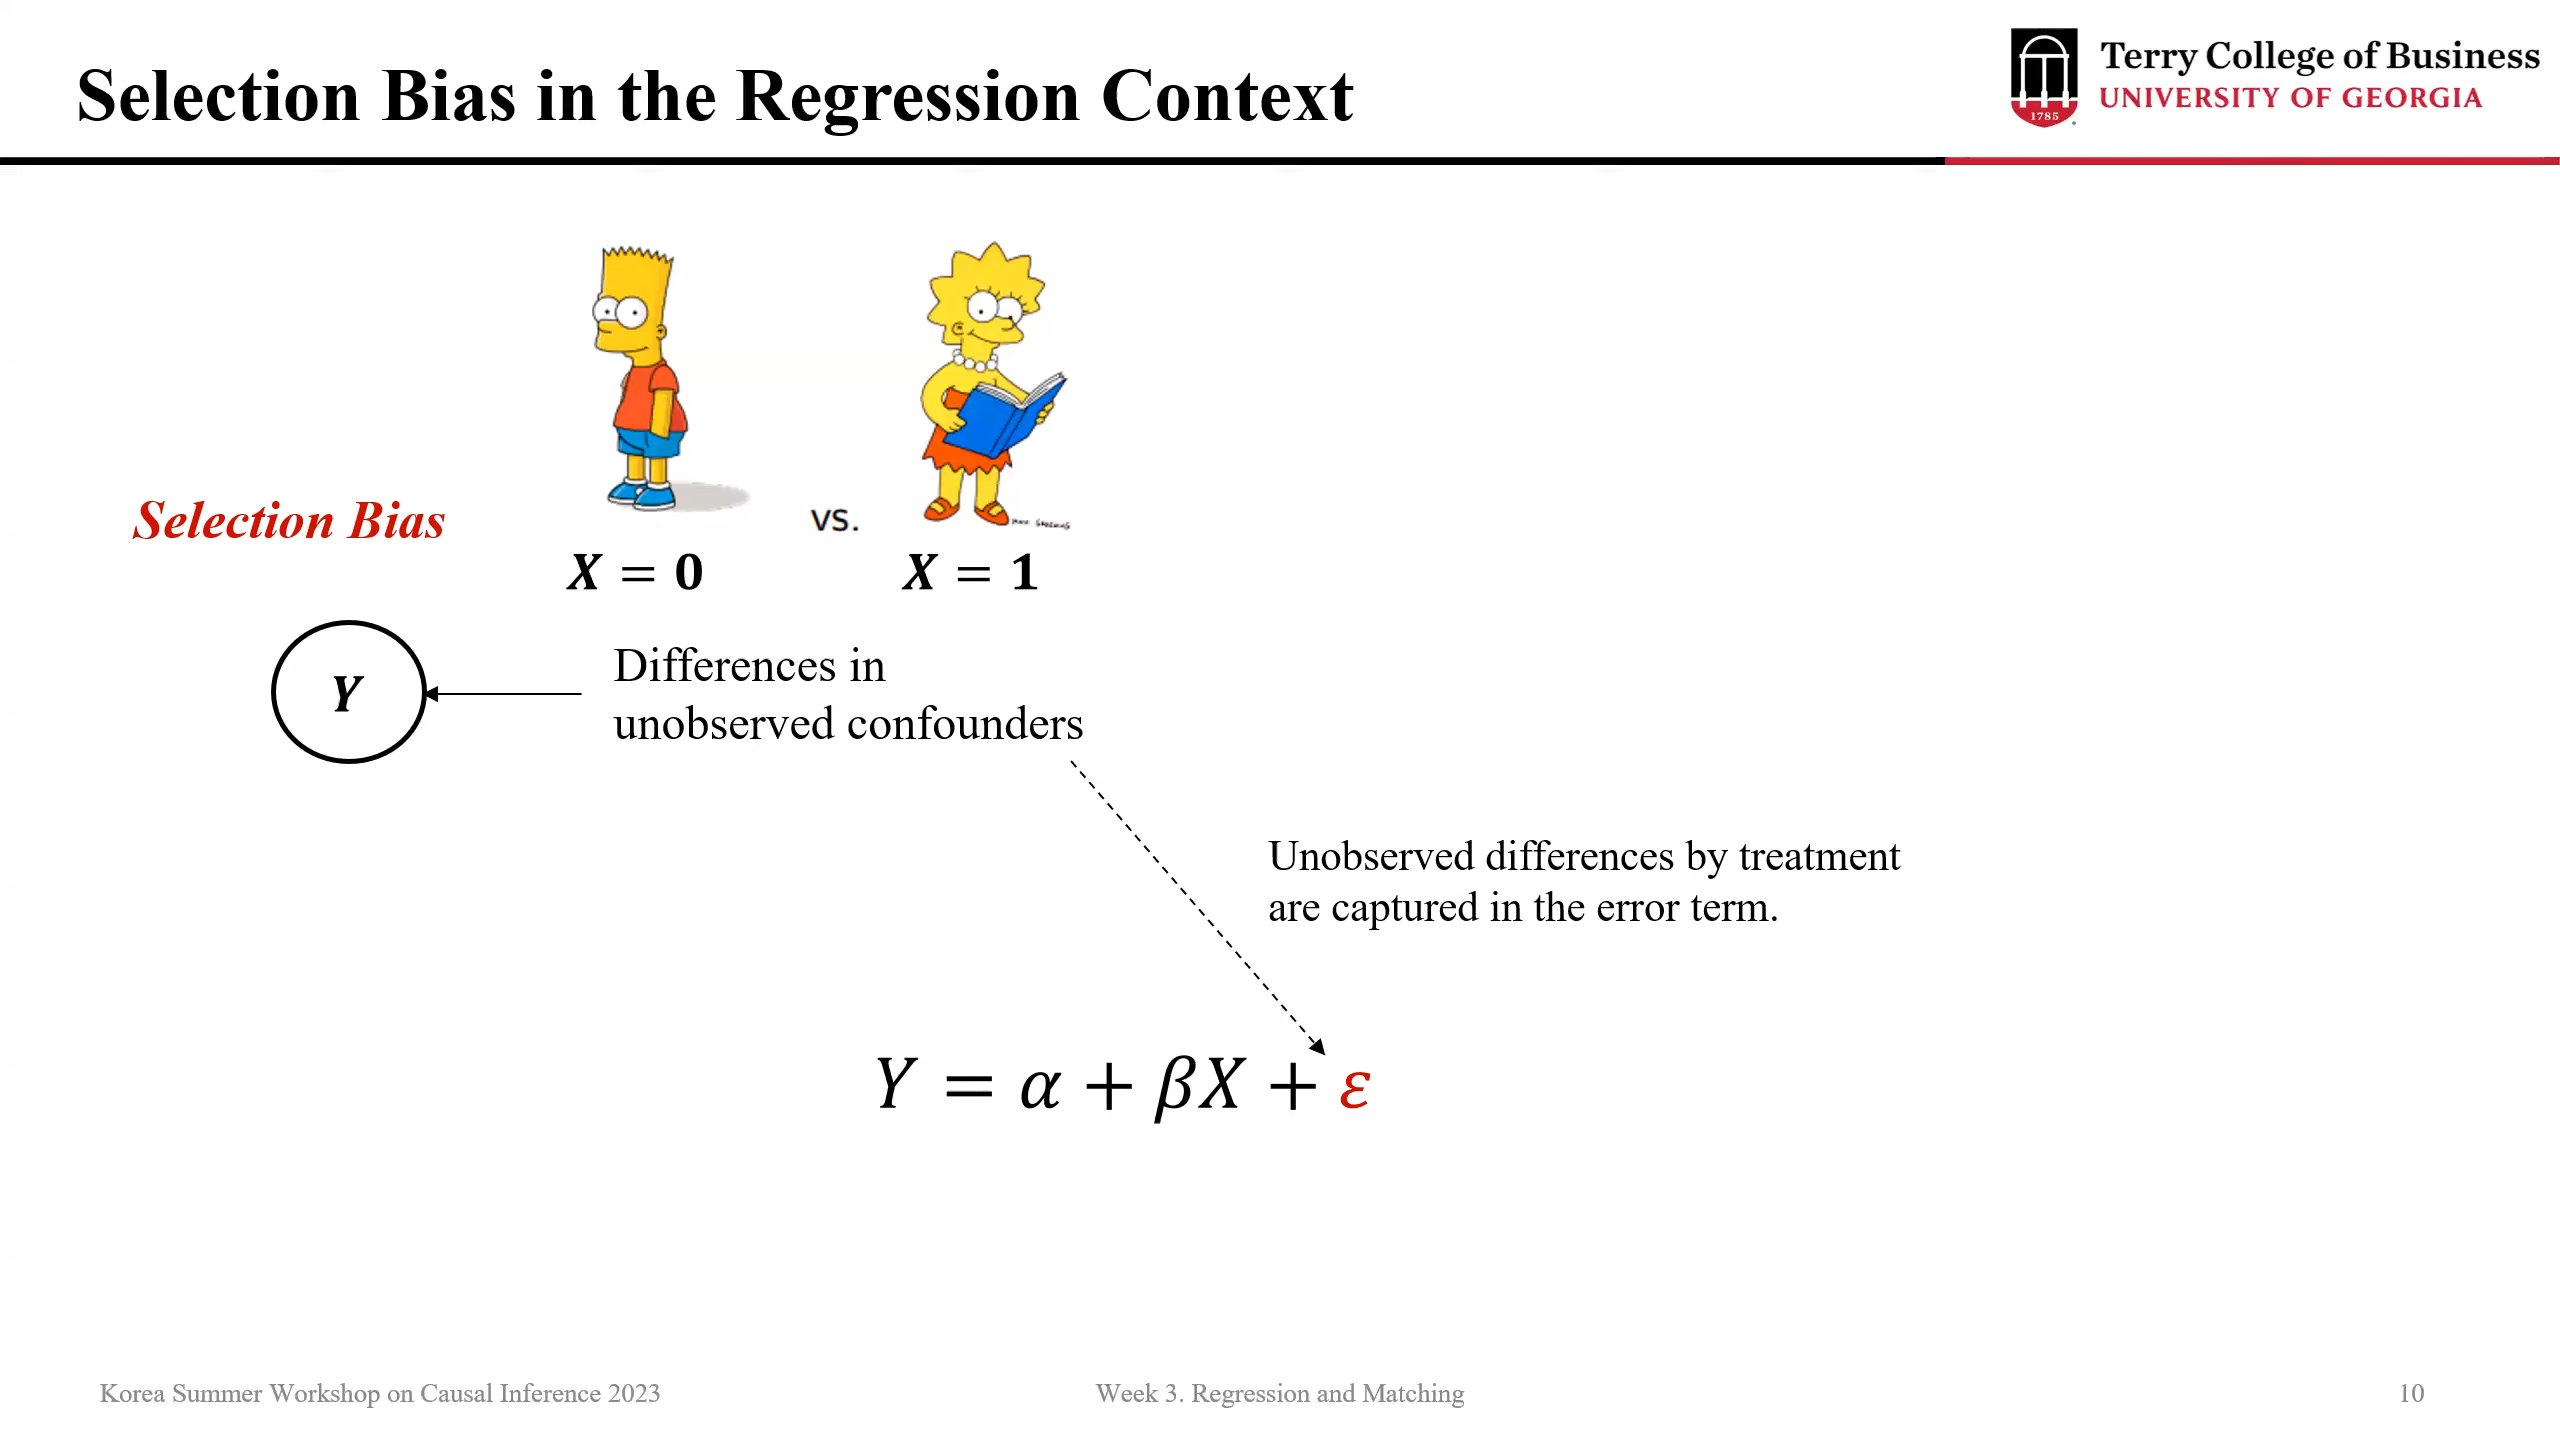 Selection Bias in the Regression Context
Terry College of Business
UNIVERSITY OF GEORGIA
1785
Selection Bias
vs.
X = 0
X = 1
Y
Differences in
unobserved confounders
Unobserved differences by treatment
are captured in the error term.
Y = α + βX + ε
Korea Summer Workshop on Causal Inference 2023
Week 3. Regression and Matching
10